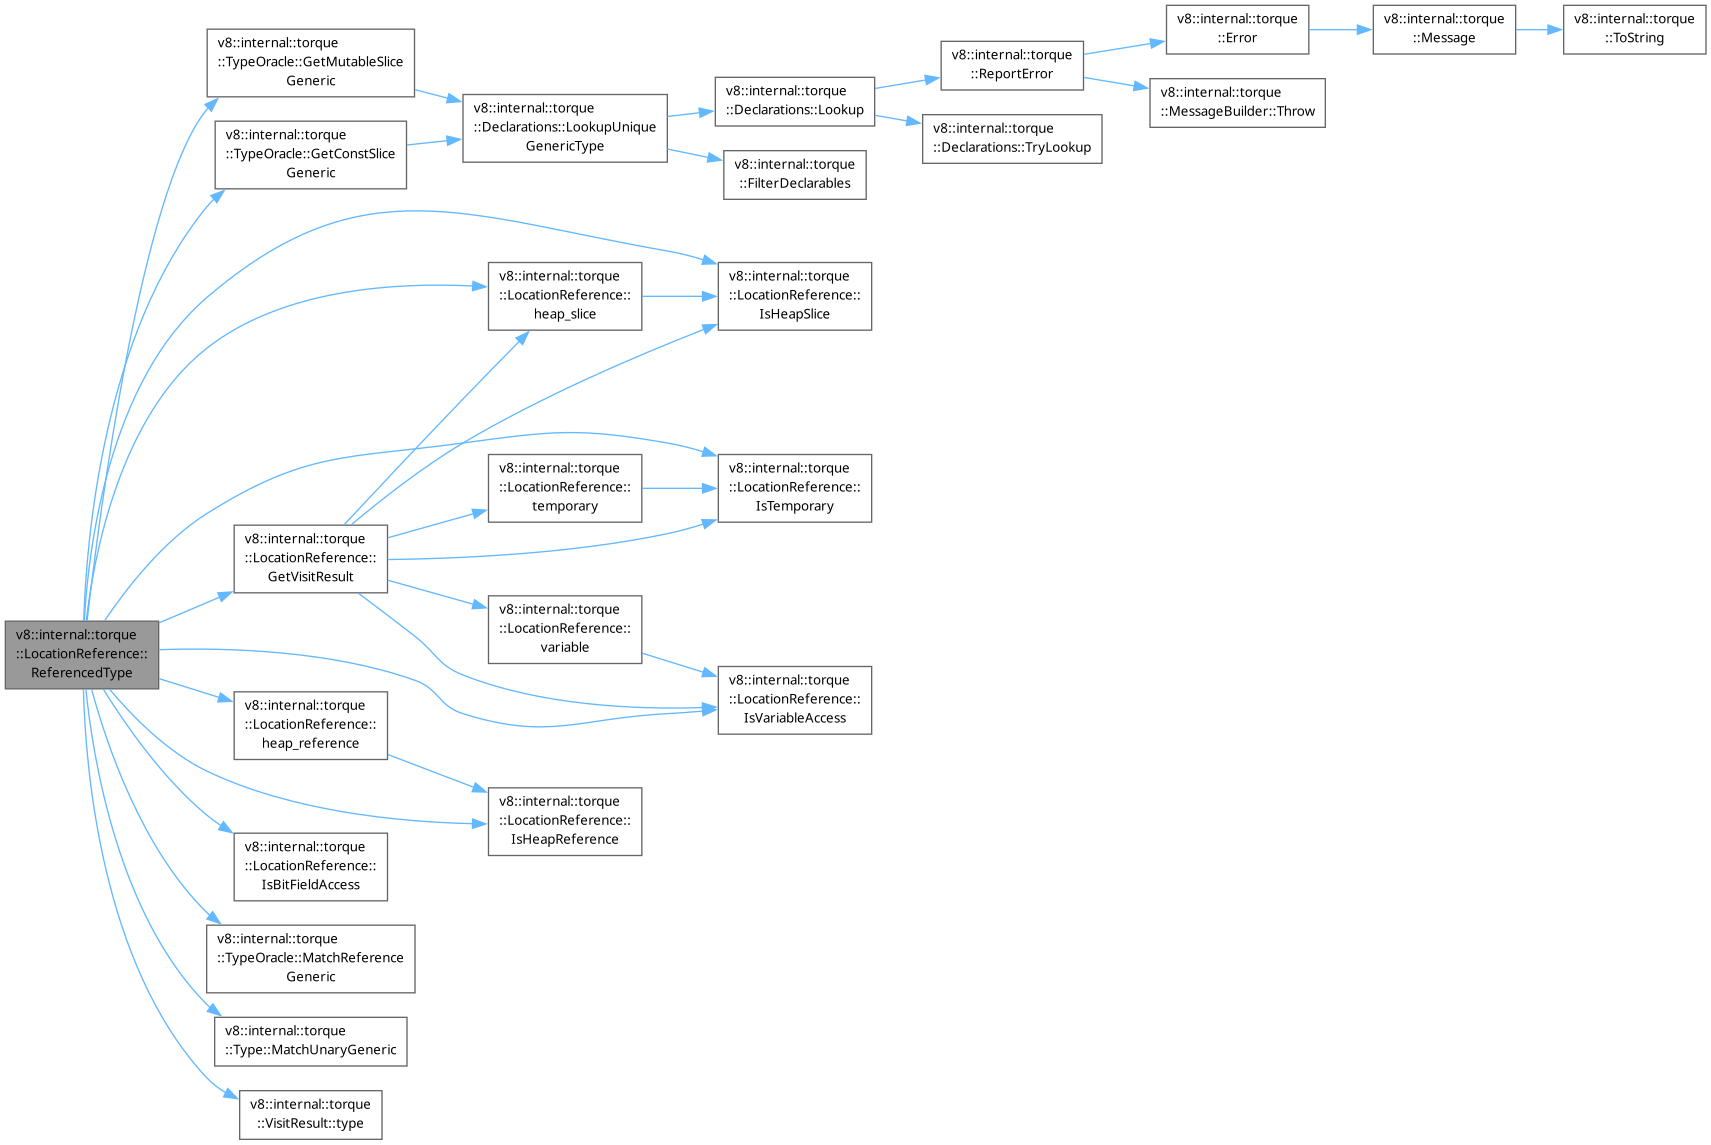 v8::internal::torque
::LocationReference::
ReferencedType
v8::internal::torque
::TypeOracle::GetMutableSlice
Generic
v8::internal::torque
::TypeOracle::GetConstSlice
Generic
v8::internal::torque
::LocationReference::
GetVisitResult
v8::internal::torque
::LocationReference::
heap_reference
v8::internal::torque
::LocationReference::
IsBitFieldAccess
v8::internal::torque
::TypeOracle::MatchReference
Generic
v8::internal::torque
::Type::MatchUnaryGeneric
v8::internal::torque
::VisitResult::type
v8::internal::torque
::Declarations::LookupUnique
GenericType
v8::internal::torque
::LocationReference::
heap_slice
v8::internal::torque
::LocationReference::
temporary
v8::internal::torque
::LocationReference::
variable
v8::internal::torque
::LocationReference::
IsHeapReference
v8::internal::torque
::Declarations::Lookup
v8::internal::torque
::FilterDeclarables
v8::internal::torque
::LocationReference::
IsHeapSlice
v8::internal::torque
::LocationReference::
IsTemporary
v8::internal::torque
::LocationReference::
IsVariableAccess
v8::internal::torque
::ReportError
v8::internal::torque
::Declarations::TryLookup
v8::internal::torque
::Error
v8::internal::torque
::MessageBuilder::Throw
v8::internal::torque
::Message
v8::internal::torque
::ToString